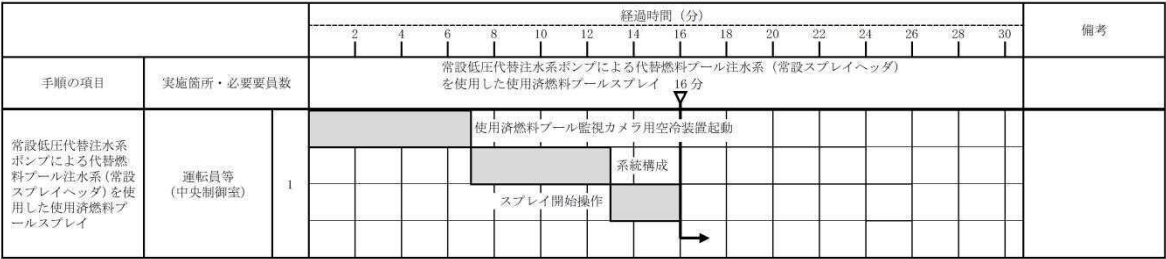 経過時間（分）
備考
2 4 6 8 10 12 14 16 18 20 22 24 26 28 30
手順の項目
実施箇所・必要要員数
常設低圧代替注水系ポンプによる代替燃料プール注水系（常設スプレイヘッダ）
を使用した使用済燃料プールスプレイ 16分
常設低圧代替注水系
ポンプによる代替燃
料プール注水系（常設
スプレイヘッダ）を使
用した使用済燃料プ
ールスプレイ
運転員等
（中央制御室）
1
使用済燃料プール監視カメラ用空冷装置起動
系統構成
スプレイ開始操作